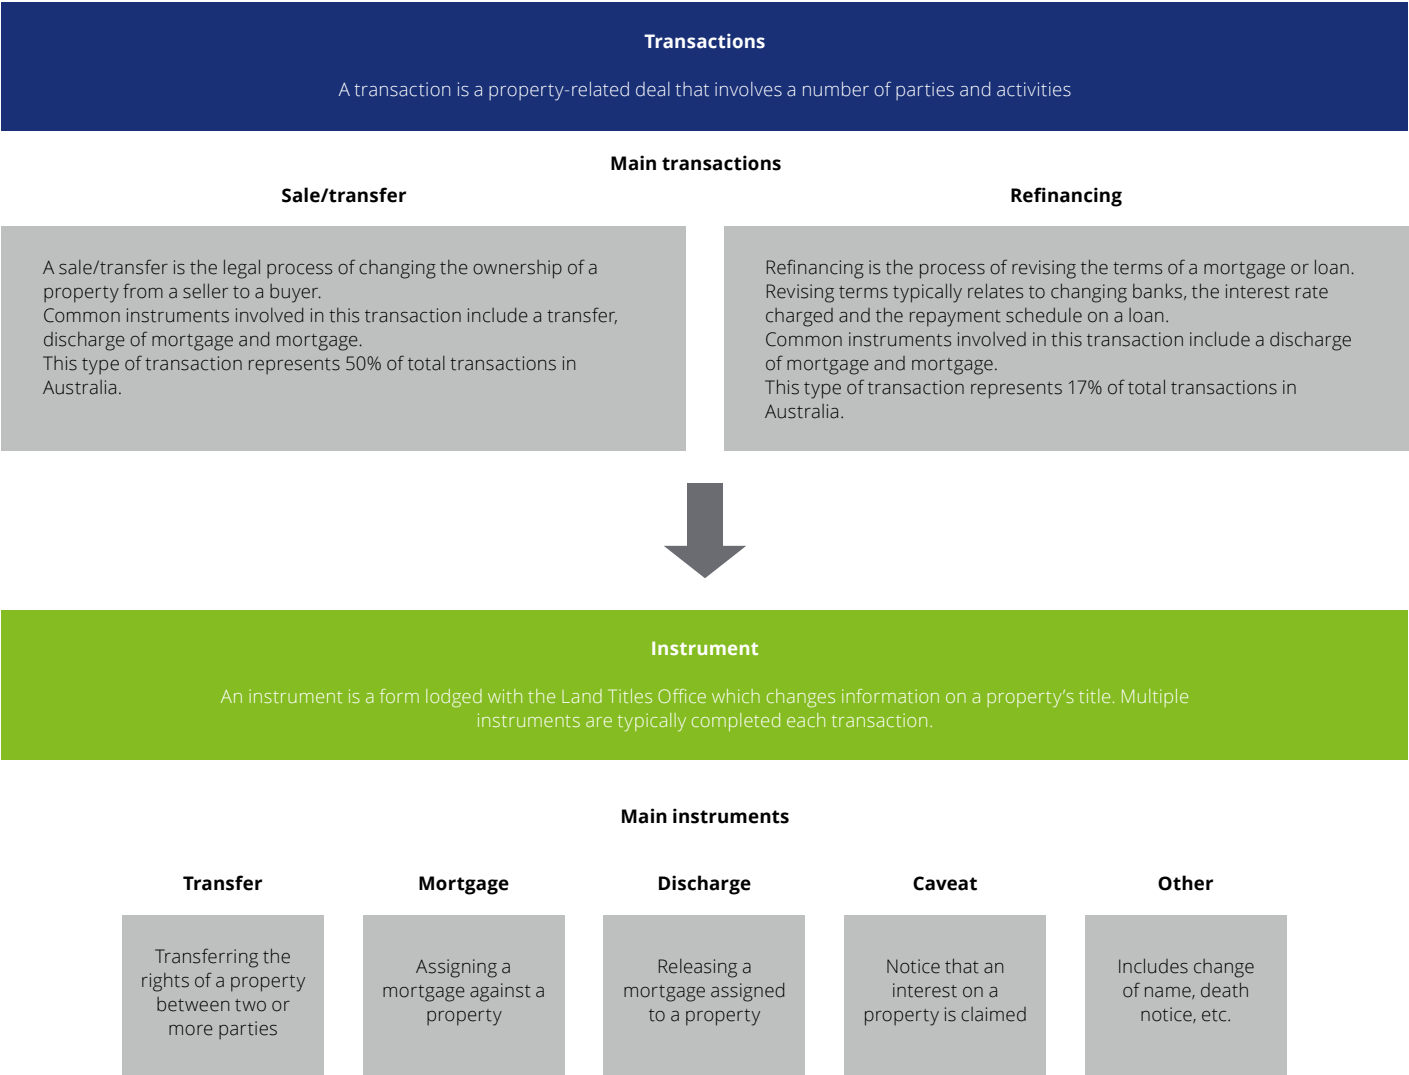 Transactions
A transaction is a property-related deal that involves a number of parties and activities
Main transactions
Sale/transfer
A sale/transfer is the legal process of changing the ownership of a
property from a seller to a buyer.
Common instruments involved in this transaction include a transfer,
discharge of mortgage and mortgage.
This type of transaction represents 50% of total transactions in
Australia.
Refinancing
Refinancing is the process of revising the terms of a mortgage or loan.
Revising terms typically relates to changing banks, the interest rate
charged and the repayment schedule on a loan.
Common instruments involved in this transaction include a discharge
of mortgage and mortgage.
This type of transaction represents 17% of total transactions in
Australia.
Instrument
An instrument is a form lodged with the Land Titles Office which changes information on a property’s title. Multiple
instruments are typically completed each transaction.
Main instruments
Transfer
Transferring the
rights of a property
between two or
more parties
Mortgage
Assigning a
mortgage against a
property
Discharge
Releasing a
mortgage assigned
to a property
Caveat
Notice that an
interest on a
property is claimed
Other
Includes change
of name, death
notice, etc.